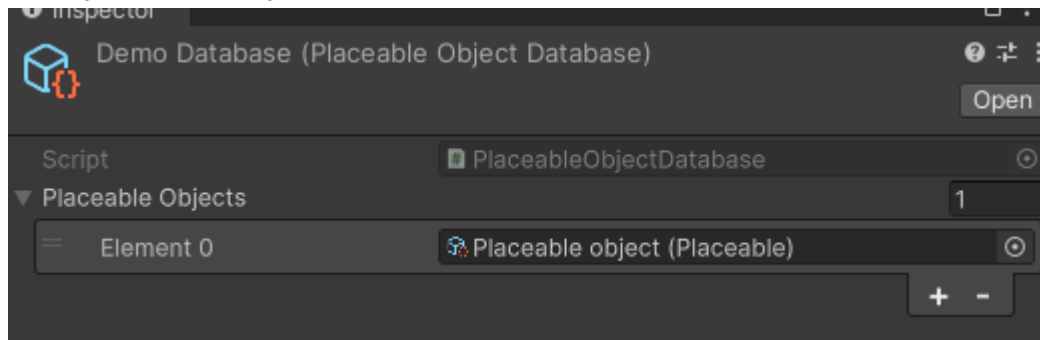 Inspector
Demo Database (Placeable Object Database)
Open
Script PlaceableObjectDatabase
Placeable Objects 1
Element 0 Placeable object (Placeable)
+ -